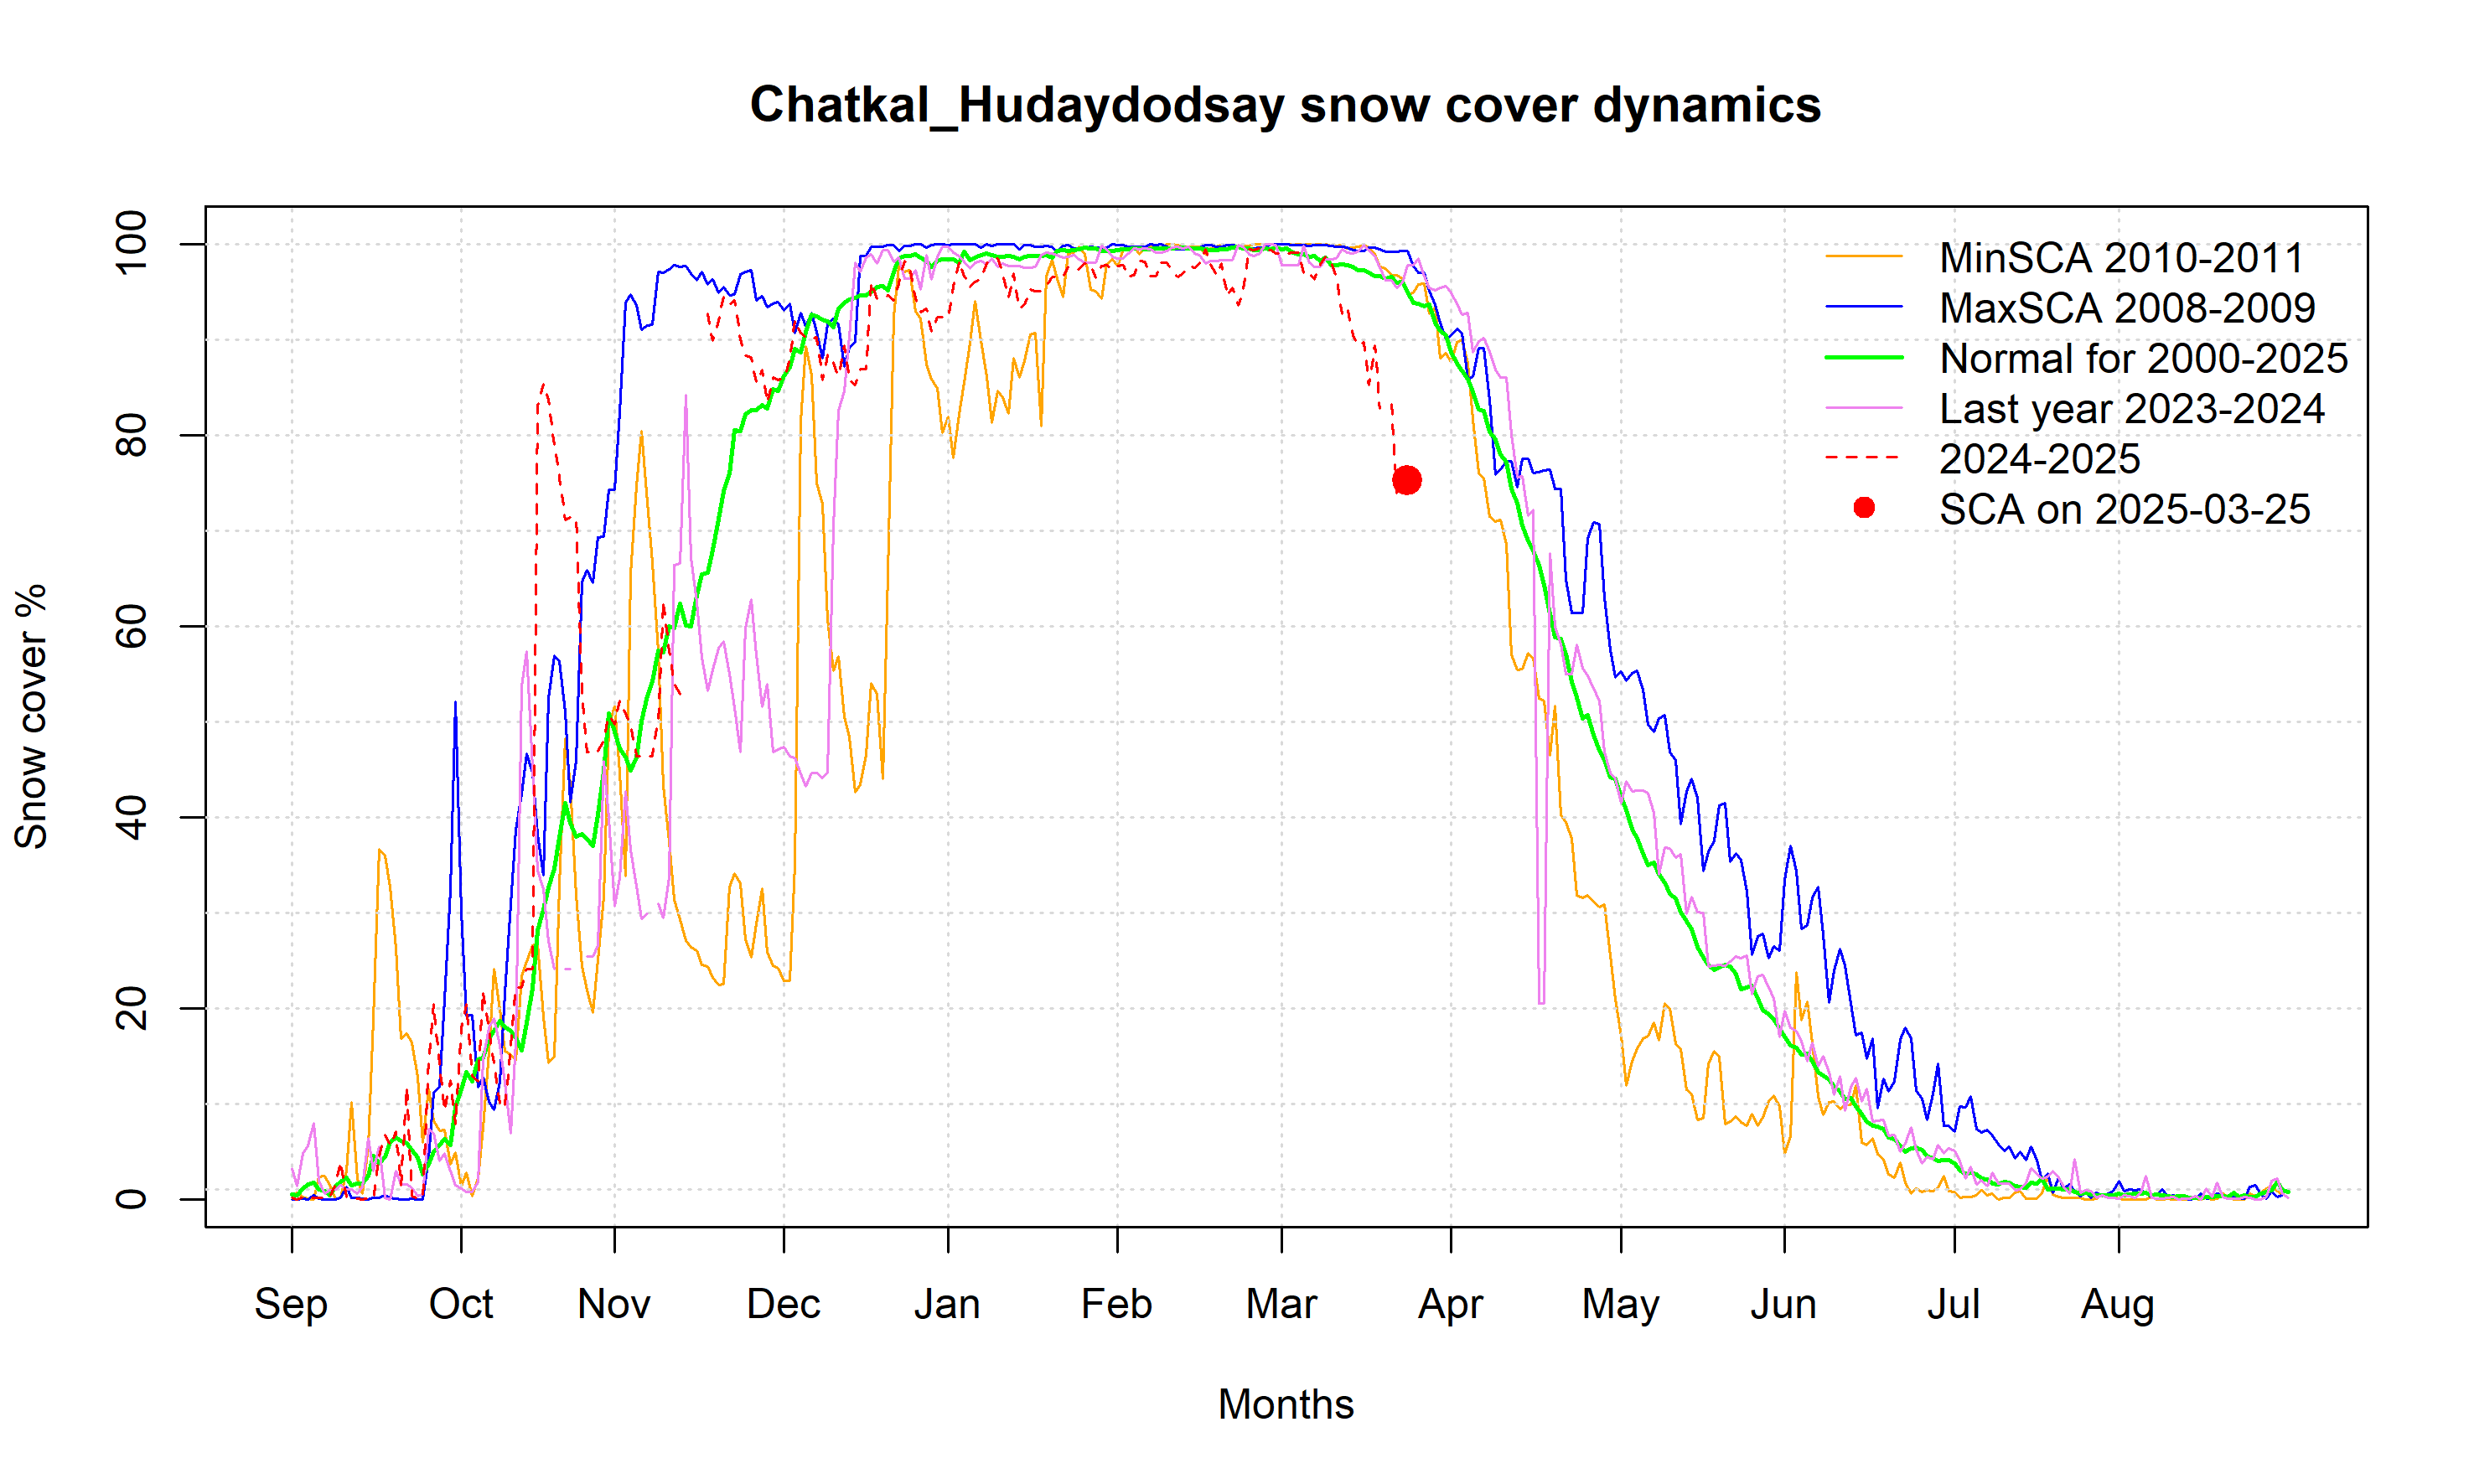 Chatkal_Hudaydodsay snow cover dynamics
MinSCA 2010-2011
MaxSCA 2008-2009
Normal for 2000-2025
Last year 2023-2024
2024-2025
SCA on 2025-03-25
Snow cover %
100
80
60
40
20
0
Sep Oct Nov Dec Jan Feb Mar Apr May Jun Jul Aug
Months